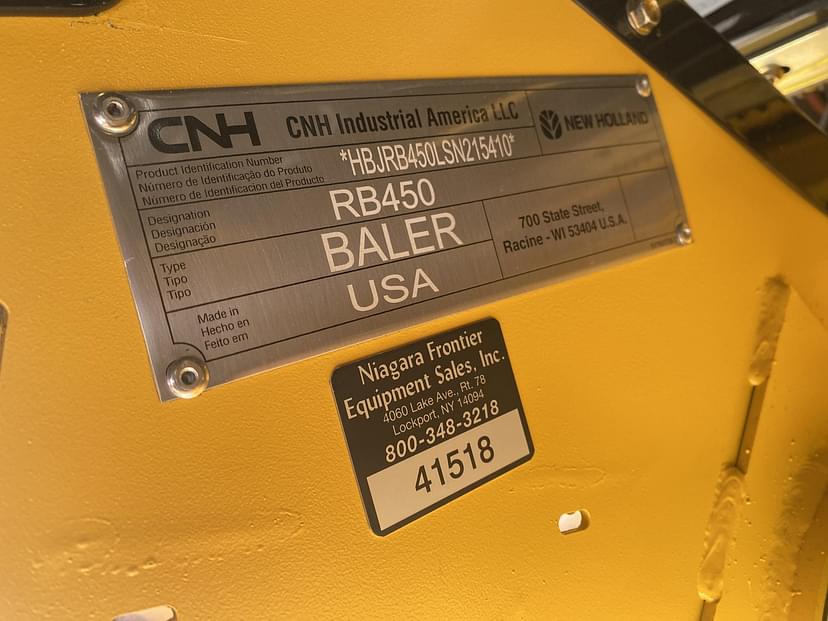 CNH CNH Industrial America LLC NEW HOLLAND
Product Identification Number
Número de Identificação do Produto
Número de Identificacion del Producto
*HBJRB450LSN215410*
Designation
Designación
Designação
RB450
Type
Tipo
Tipo
BALER
700 State Street,
Racine - WI 53404 U.S.A.
Made in
Hecho en
Feito em
USA
Niagara Frontier
Equipment Sales, Inc.
4060 Lake Ave., Rt. 78
Lockport, NY 14094
800-348-3218
41518